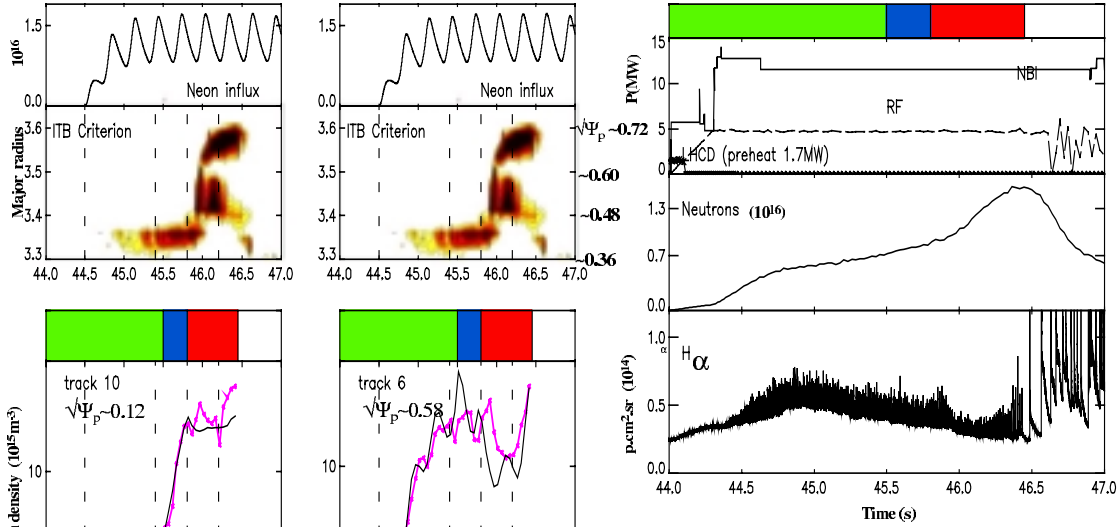 1.5
10¹⁶
0.0
Neon influx
ITB Criterion
Major radius
3.6
3.5
3.4
3.3
44.0 44.5 45.0 45.5 46.0 46.5 47.0
1.5
0.0
Neon influx
ITB Criterion
3.6
3.5
3.4
3.3
√Ψp~0.72
~0.60
~0.48
~0.36
44.0 44.5 45.0 45.5 46.0 46.5 47.0
track 10
√Ψp~0.12
density (10¹⁵m⁻³)
10
track 6
√Ψp~0.58
10
15
P(MW)
10
5
0
NBI
RF
LHCD (preheat 1.7MW)
Neutrons (10¹⁶)
1.3
0.7
0.0
Hα
α
p.cm².sr (10¹⁴)
1.0
0.5
0.0
44.0 44.5 45.0 45.5 46.0 46.5 47.0
Time (s)